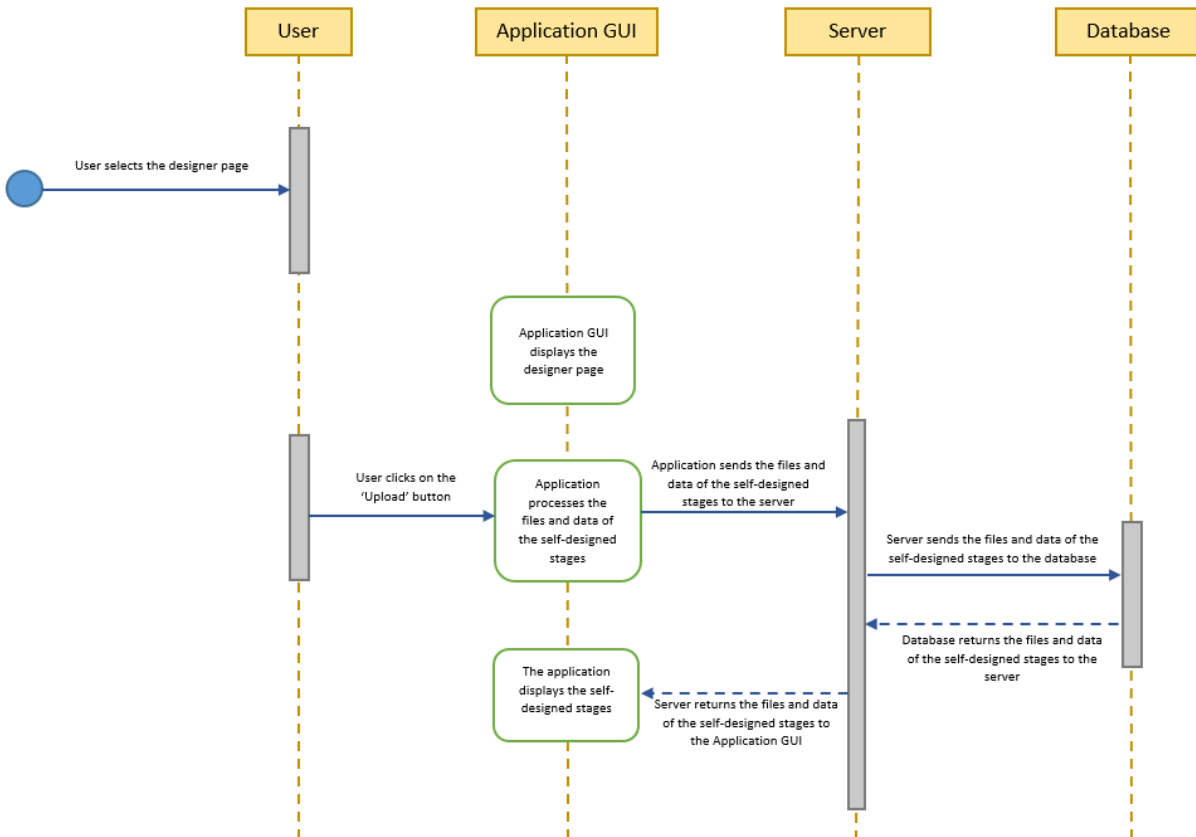 User
Application GUI
Server
Database
User selects the designer page
Application GUI
displays the
designer page
User clicks on the
‘Upload’ button
Application
processes the
files and data of
the self-designed
stages
Application sends the files and
data of the self-designed
stages to the server
Server sends the files and data of the
self-designed stages to the database
Database returns the files and data
of the self-designed stages to the
server
The application
displays the self-
designed stages
Server returns the files and data
of the self-designed stages to
the Application GUI